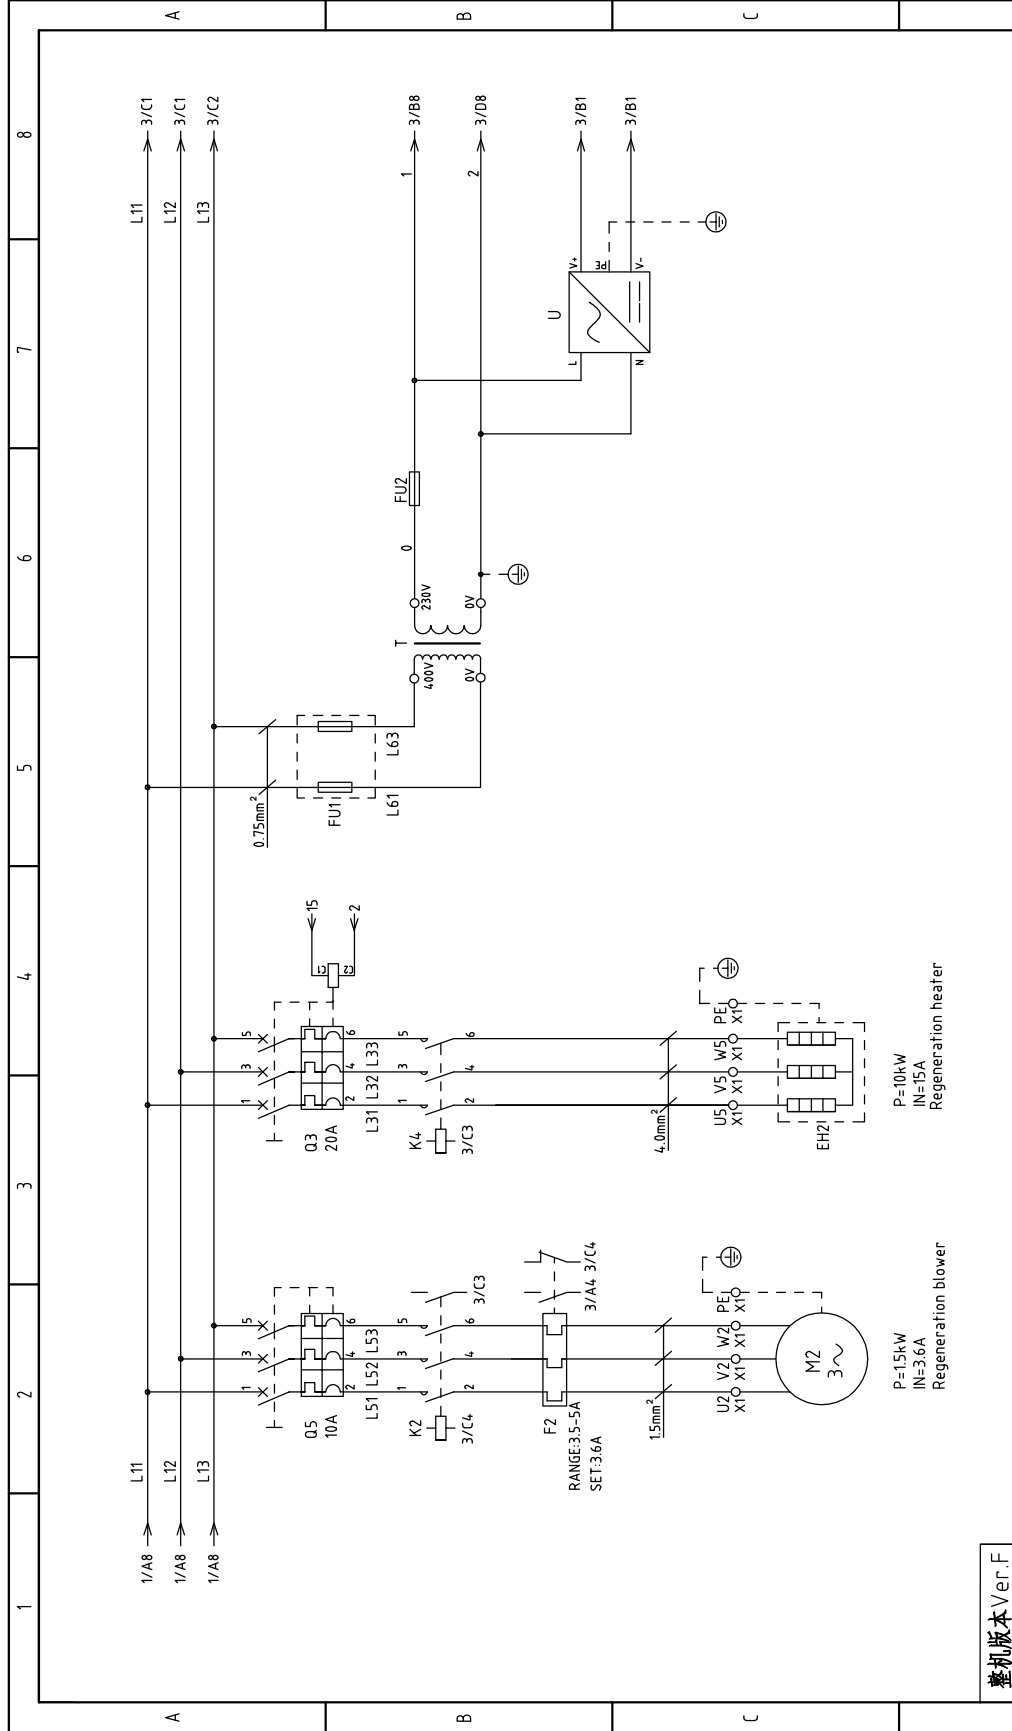 1
2
3
4
5
6
7
8
A
A
B
B
C
C
1/A8
1/A8
1/A8
L11
L12
L13
L11
L12
L13
3/C1
3/C1
3/C2
1
3
5
Q5
10A
2
4
6
L51
L52
L53
1
3
5
K2
3/C4
2
4
6
3/C3
F2
RANGE:3.5-5A
SET:3.6A
3/A4
3/C4
1.5mm²
U2
V2
W2
PE
X1
X1
X1
X1
M2
3~
P=1.5kW
IN=3.6A
Regeneration blower
1
3
5
Q3
20A
2
4
6
C1
C2
15
2
L31
L32
L33
1
3
5
K4
3/C3
2
4
6
4.0mm²
U5
V5
W5
PE
X1
X1
X1
X1
EH2
P=10kW
IN=15A
Regeneration heater
0.75mm²
FU1
L61
L63
T
400V
0V
230V
0V
0
FU2
1
2
3/B8
3/D8
U
L
N
V+
PE
V-
3/B1
3/B1
整机版本Ver.F